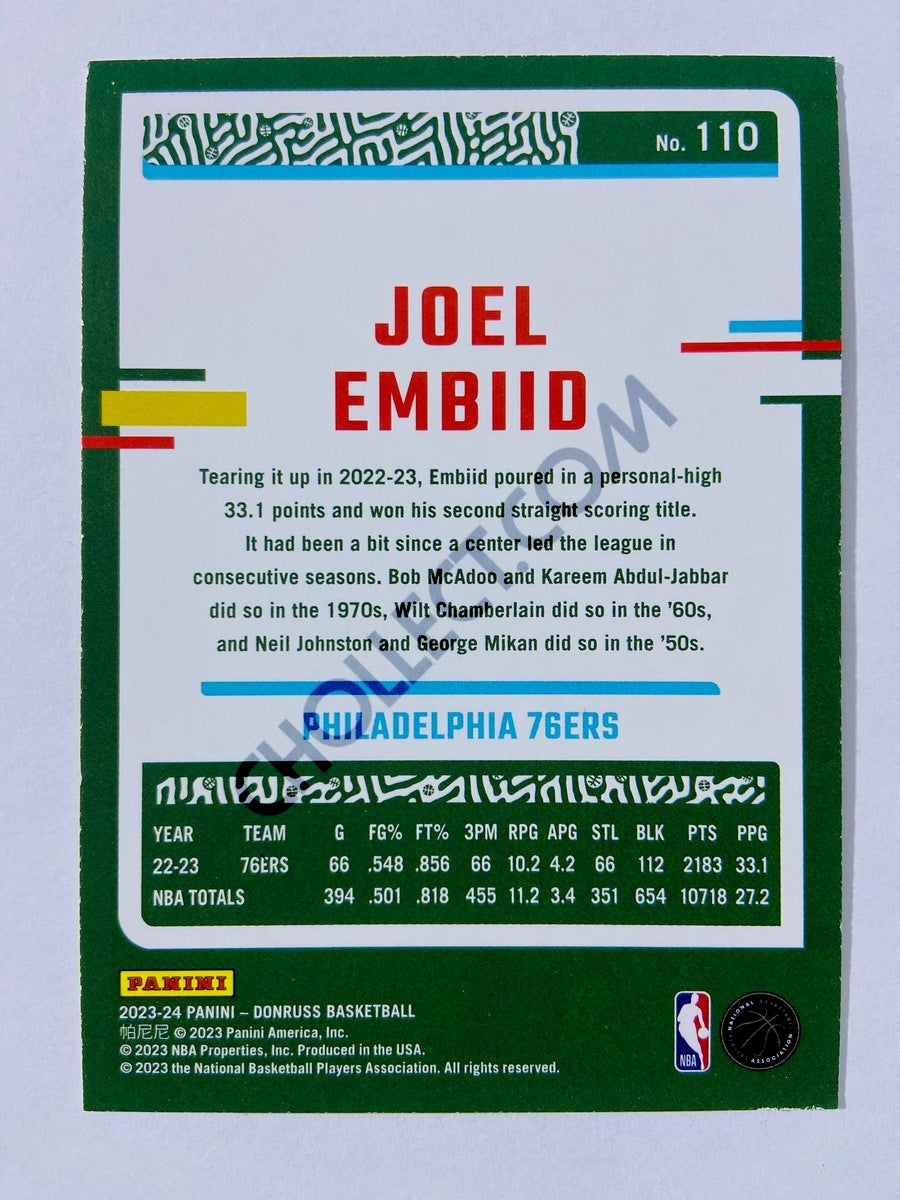 No. 110
JOEL
EMBIID
Tearing it up in 2022-23, Embiid poured in a personal-high
33.1 points and won his second straight scoring title.
It had been a bit since a center led the league in
consecutive seasons. Bob McAdoo and Kareem Abdul-Jabbar
did so in the 1970s, Wilt Chamberlain did so in the ’60s,
and Neil Johnston and George Mikan did so in the ’50s.
CHOLLECT.COM
PHILADELPHIA 76ERS
YEAR TEAM G FG% FT% 3PM RPG APG STL BLK PTS PPG
22-23 76ERS 66 .548 .856 66 10.2 4.2 66 112 2183 33.1
NBA TOTALS 394 .501 .818 455 11.2 3.4 351 654 10718 27.2
PANINI
2023-24 PANINI – DONRUSS BASKETBALL
帕尼尼 © 2023 Panini America, Inc.
© 2023 NBA Properties, Inc. Produced in the USA.
© 2023 the National Basketball Players Association. All rights reserved.
NBA
NATIONAL BASKETBALL PLAYERS ASSOCIATION